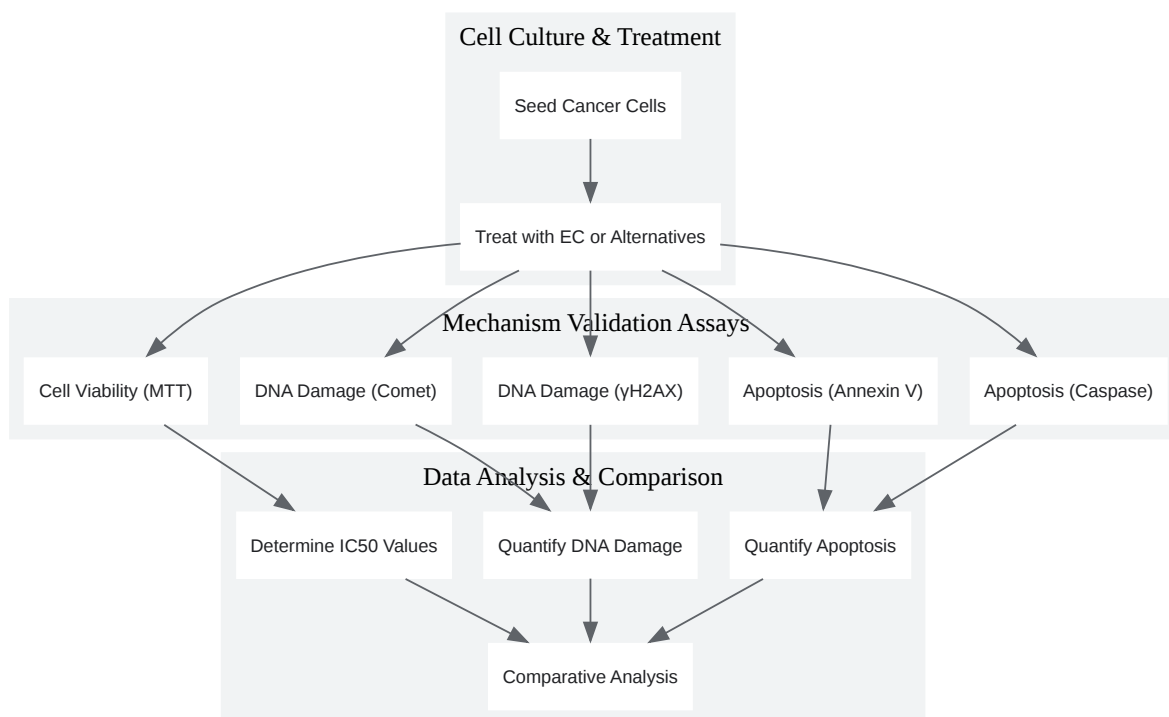 Cell Culture & Treatment
Seed Cancer Cells
Treat with EC or Alternatives
Mechanism Validation Assays
Cell Viability (MTT)
DNA Damage (Comet)
DNA Damage (γH2AX)
Apoptosis (Annexin V)
Apoptosis (Caspase)
Data Analysis & Comparison
Determine IC50 Values
Quantify DNA Damage
Quantify Apoptosis
Comparative Analysis